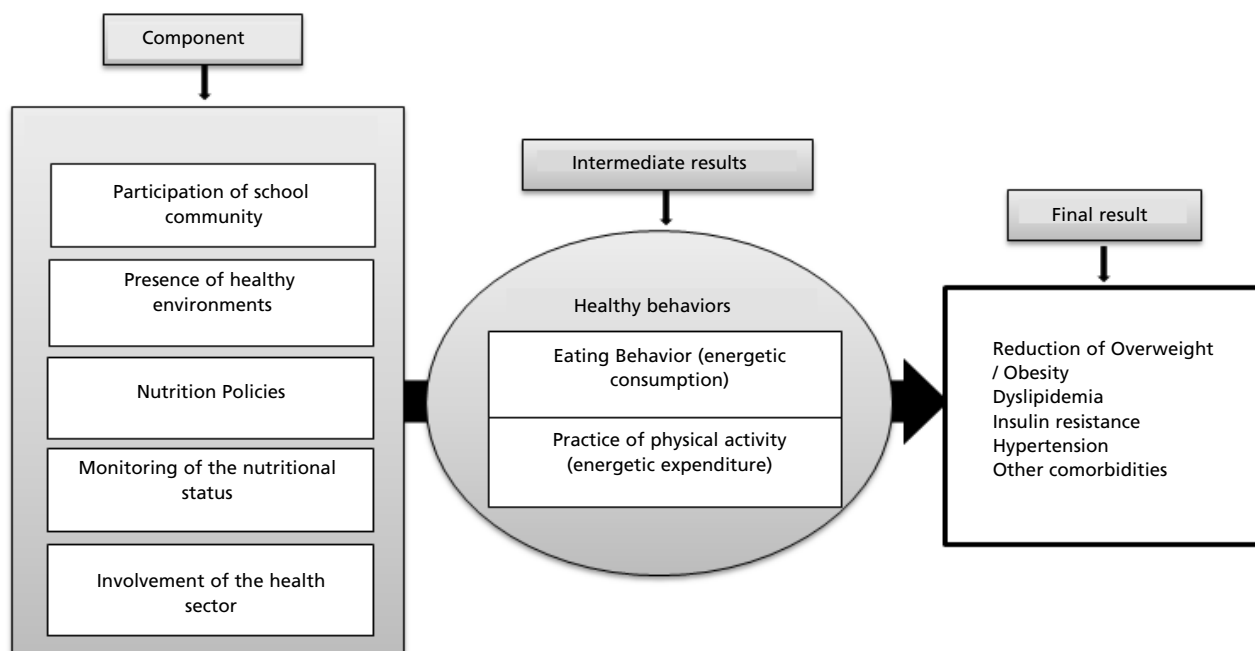 Component
Participation of school
community
Presence of healthy
environments
Nutrition Policies
Monitoring of the nutritional
status
Involvement of the health
sector
Intermediate results
Healthy behaviors
Eating Behavior (energetic
consumption)
Practice of physical activity
(energetic expenditure)
Final result
Reduction of Overweight
/ Obesity
Dyslipidemia
Insulin resistance
Hypertension
Other comorbidities